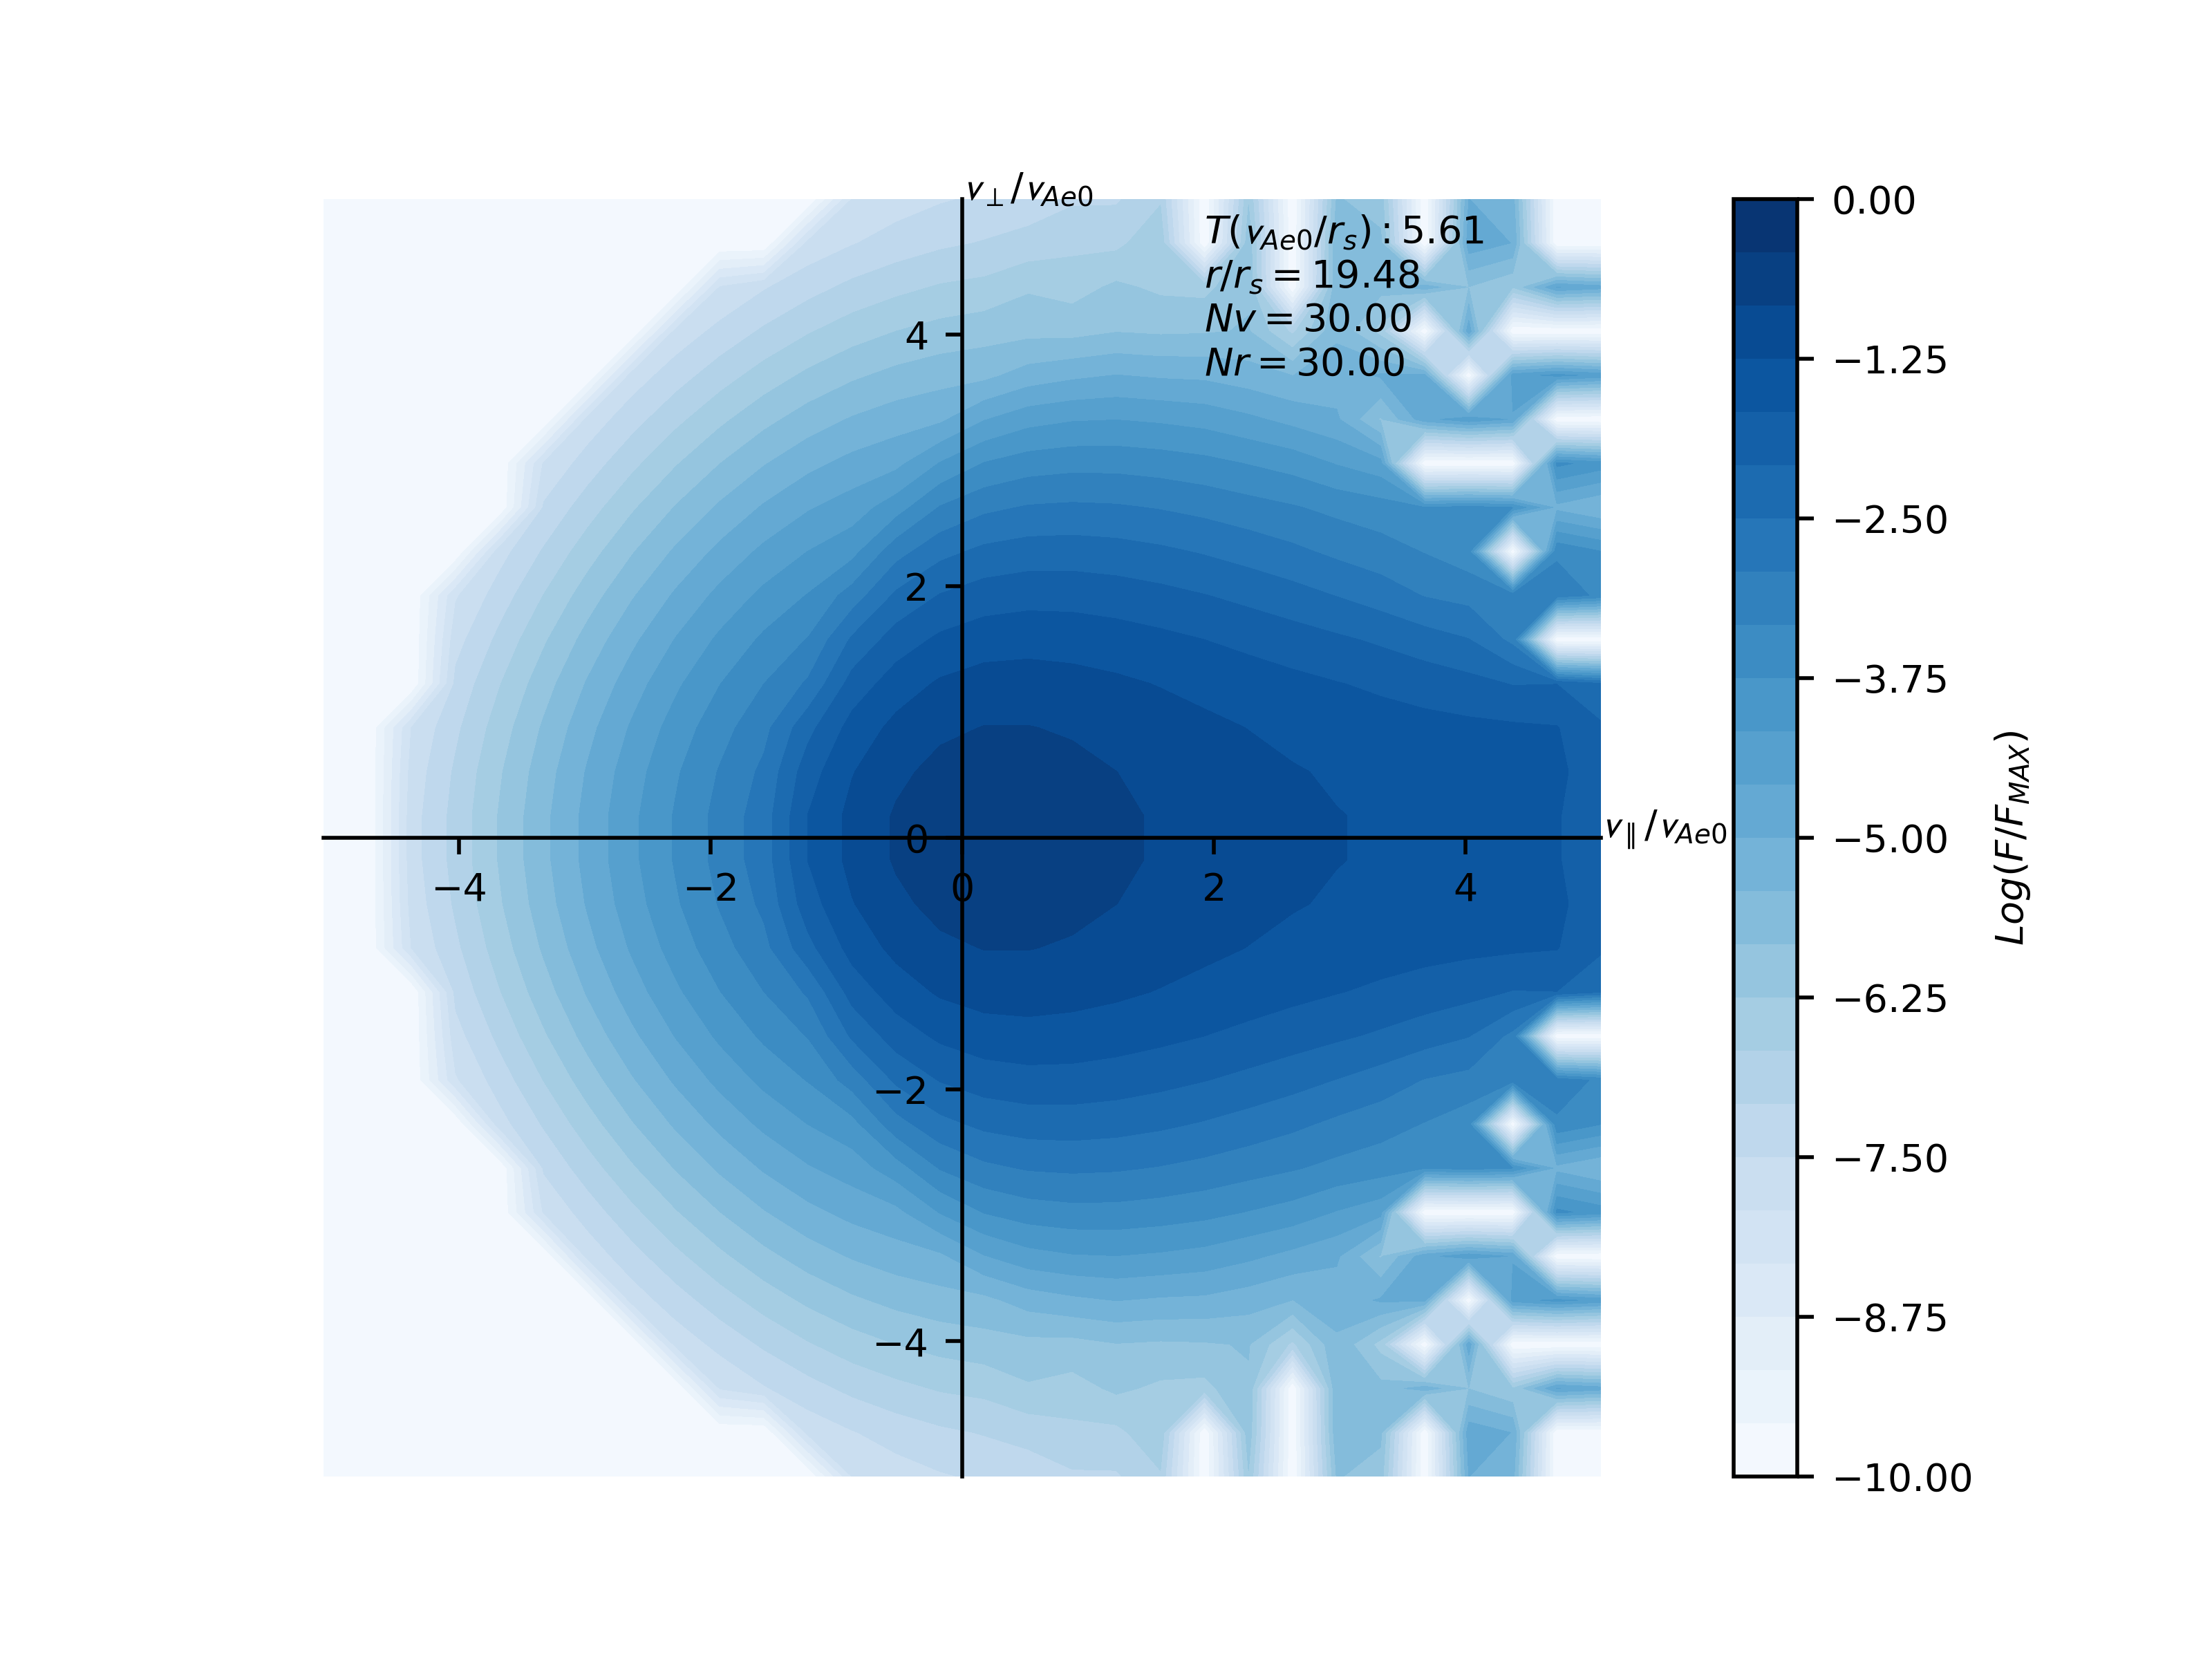 v⊥/vAe0
T(vAe0/rs) : 5.61
r/rs = 19.48
Nv = 30.00
Nr = 30.00
4
2
0
−2
−4
−4 −2 0 2 4
v∥/vAe0
0.00
−1.25
−2.50
−3.75
−5.00
−6.25
−7.50
−8.75
−10.00
Log(F/FMAX)